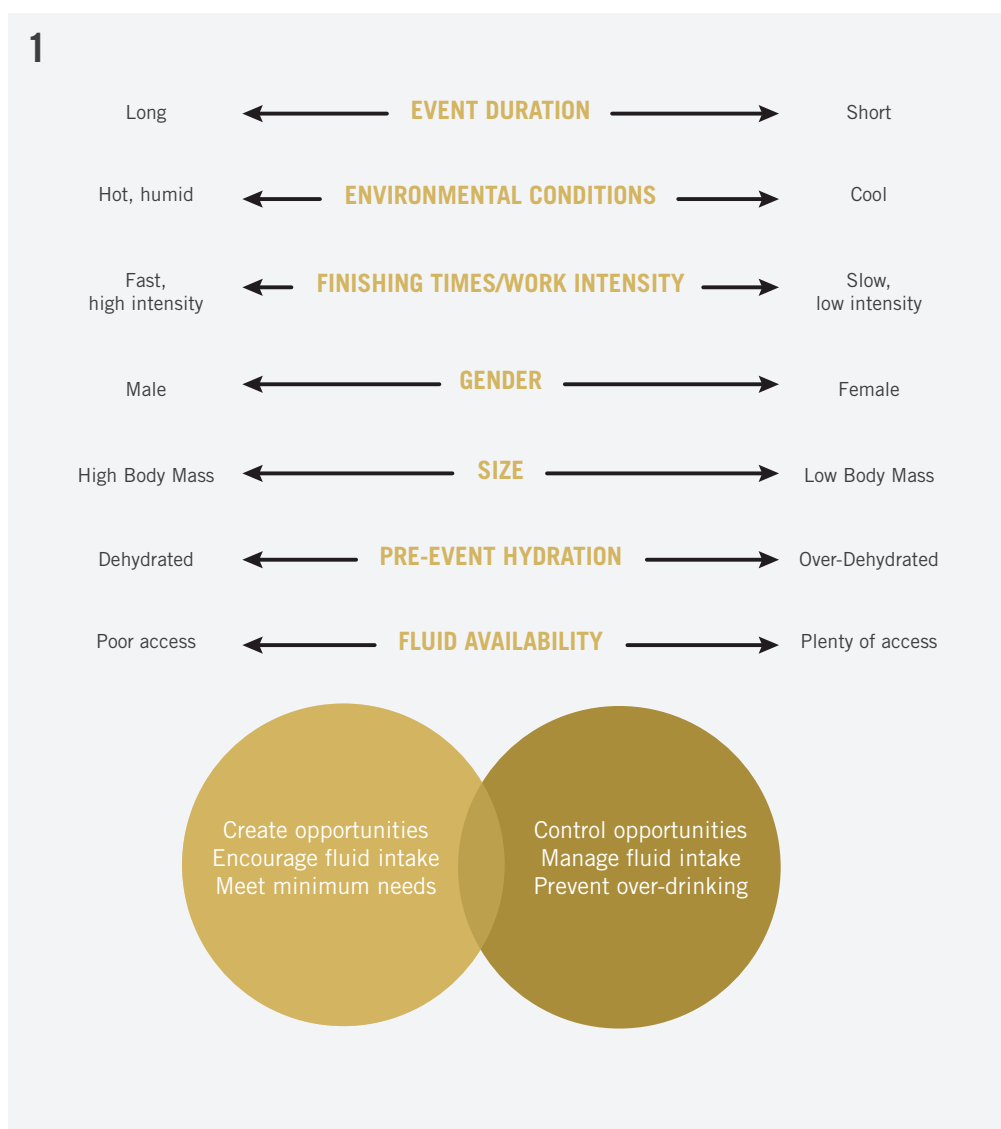 1
Long
EVENT DURATION
Short
Hot, humid
ENVIRONMENTAL CONDITIONS
Cool
Fast,
high intensity
FINISHING TIMES/WORK INTENSITY
Slow,
low intensity
Male
GENDER
Female
High Body Mass
SIZE
Low Body Mass
Dehydrated
PRE-EVENT HYDRATION
Over-Dehydrated
Poor access
FLUID AVAILABILITY
Plenty of access
Create opportunities
Encourage fluid intake
Meet minimum needs
Control opportunities
Manage fluid intake
Prevent over-drinking